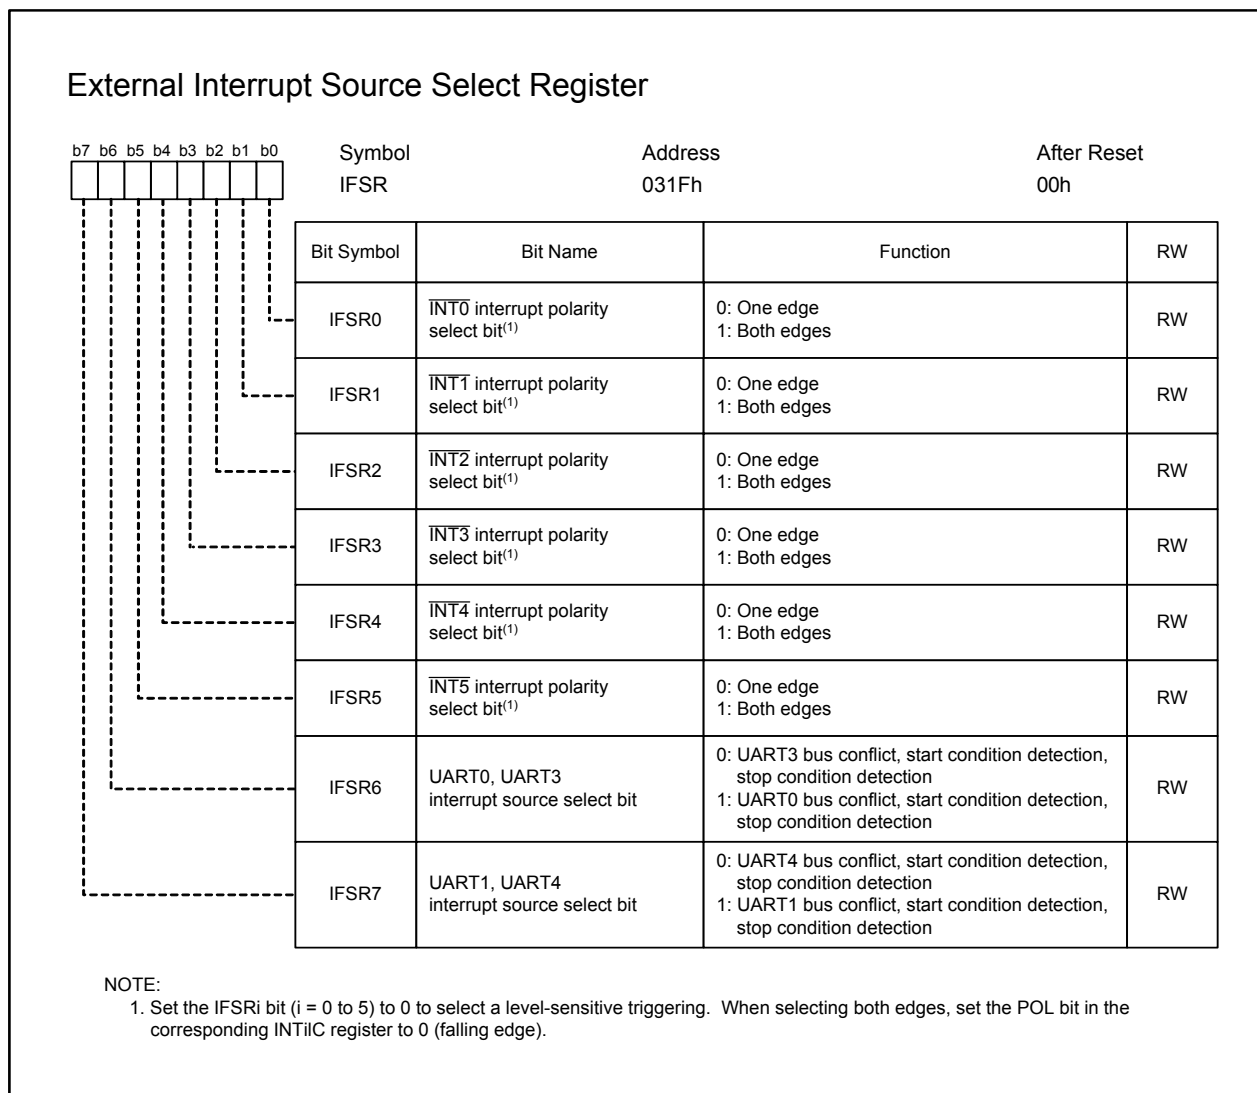 External Interrupt Source Select Register
b7 b6 b5 b4 b3 b2 b1 b0
Symbol Address After Reset
IFSR 031Fh 00h
Bit Symbol Bit Name Function RW
IFSR0
I̅N̅T̅0̅ interrupt polarity
select bit(1)
0: One edge
1: Both edges
RW
IFSR1
I̅N̅T̅1̅ interrupt polarity
select bit(1)
0: One edge
1: Both edges
RW
IFSR2
I̅N̅T̅2̅ interrupt polarity
select bit(1)
0: One edge
1: Both edges
RW
IFSR3
I̅N̅T̅3̅ interrupt polarity
select bit(1)
0: One edge
1: Both edges
RW
IFSR4
I̅N̅T̅4̅ interrupt polarity
select bit(1)
0: One edge
1: Both edges
RW
IFSR5
I̅N̅T̅5̅ interrupt polarity
select bit(1)
0: One edge
1: Both edges
RW
IFSR6
UART0, UART3
interrupt source select bit
0: UART3 bus conflict, start condition detection,
stop condition detection
1: UART0 bus conflict, start condition detection,
stop condition detection
RW
IFSR7
UART1, UART4
interrupt source select bit
0: UART4 bus conflict, start condition detection,
stop condition detection
1: UART1 bus conflict, start condition detection,
stop condition detection
RW
NOTE:
1. Set the IFSRi bit (i = 0 to 5) to 0 to select a level-sensitive triggering. When selecting both edges, set the POL bit in the
corresponding INTiIC register to 0 (falling edge).